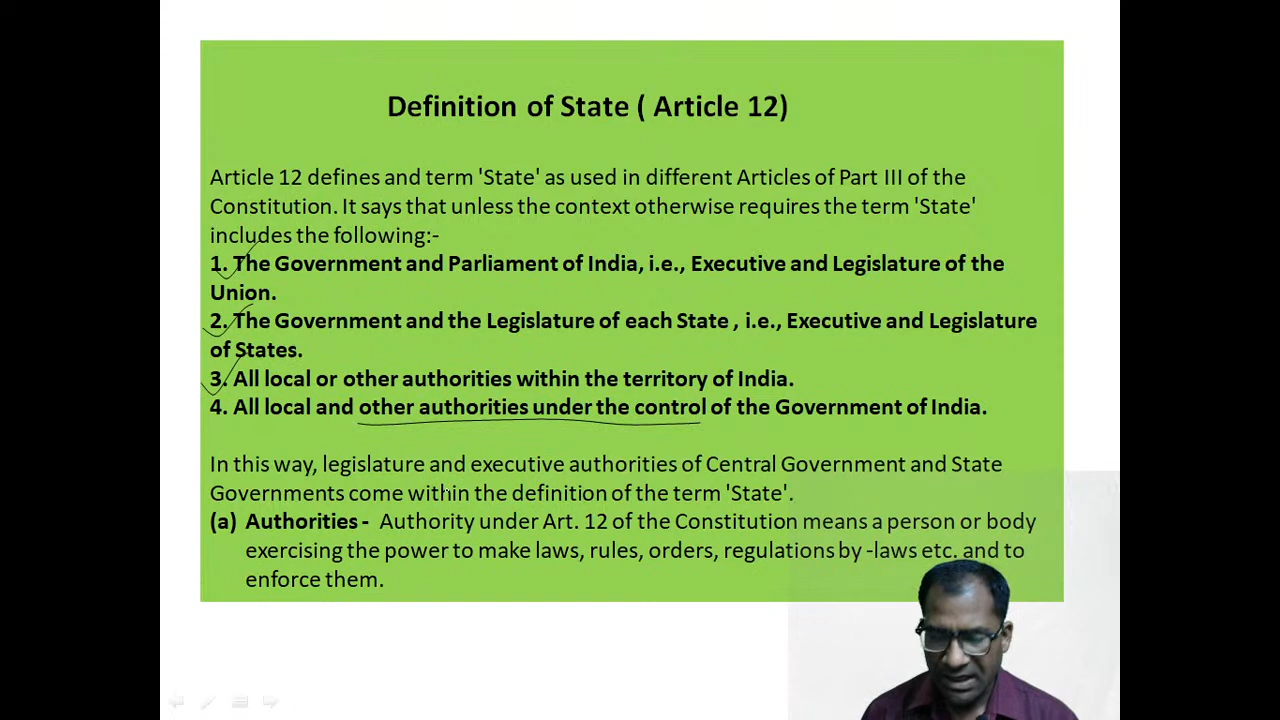 Definition of State ( Article 12)
Article 12 defines and term 'State' as used in different Articles of Part III of the
Constitution. It says that unless the context otherwise requires the term 'State'
includes the following:-
1. The Government and Parliament of India, i.e., Executive and Legislature of the
Union.
2. The Government and the Legislature of each State , i.e., Executive and Legislature
of States.
3. All local or other authorities within the territory of India.
4. All local and other authorities under the control of the Government of India.
In this way, legislature and executive authorities of Central Government and State
Governments come within the definition of the term 'State'.
(a) Authorities - Authority under Art. 12 of the Constitution means a person or body
exercising the power to make laws, rules, orders, regulations by -laws etc. and to
enforce them.